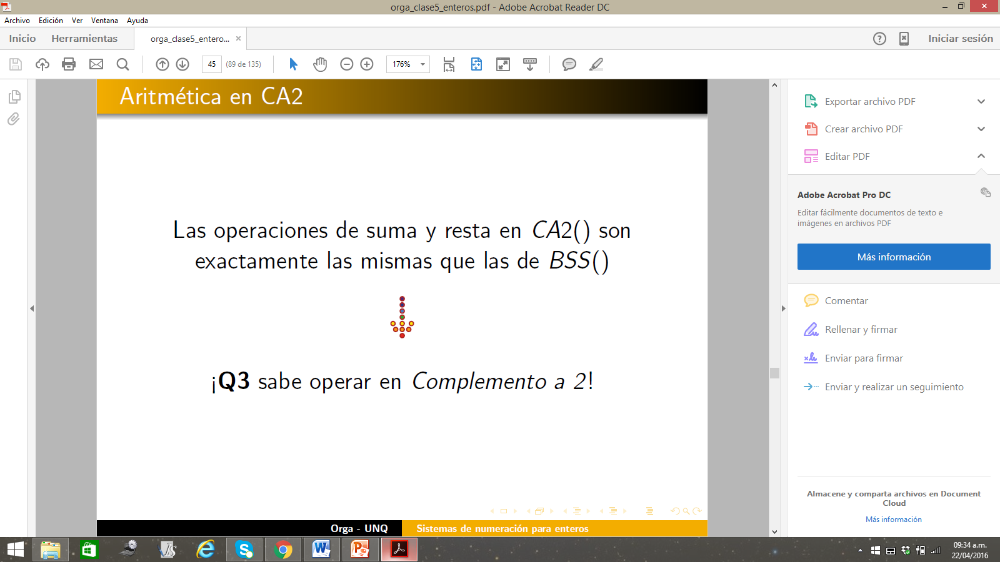 orga_clase5_enteros.pdf - Adobe Acrobat Reader DC
Archivo Edición Ver Ventana Ayuda
Inicio Herramientas orga_clase5_entero... × Iniciar sesión
45 (89 de 135) 176%
Aritmética en CA2
Las operaciones de suma y resta en CA2() son
exactamente las mismas que las de BSS()
¡Q3 sabe operar en Complemento a 2!
Orga - UNQ Sistemas de numeración para enteros
Exportar archivo PDF
Crear archivo PDF
Editar PDF
Adobe Acrobat Pro DC
Editar fácilmente documentos de texto e
imágenes en archivos PDF
Más información
Comentar
Rellenar y firmar
Enviar para firmar
Enviar y realizar un seguimiento
Almacene y comparta archivos en Document
Cloud
Más información
09:34 a.m.
22/04/2016